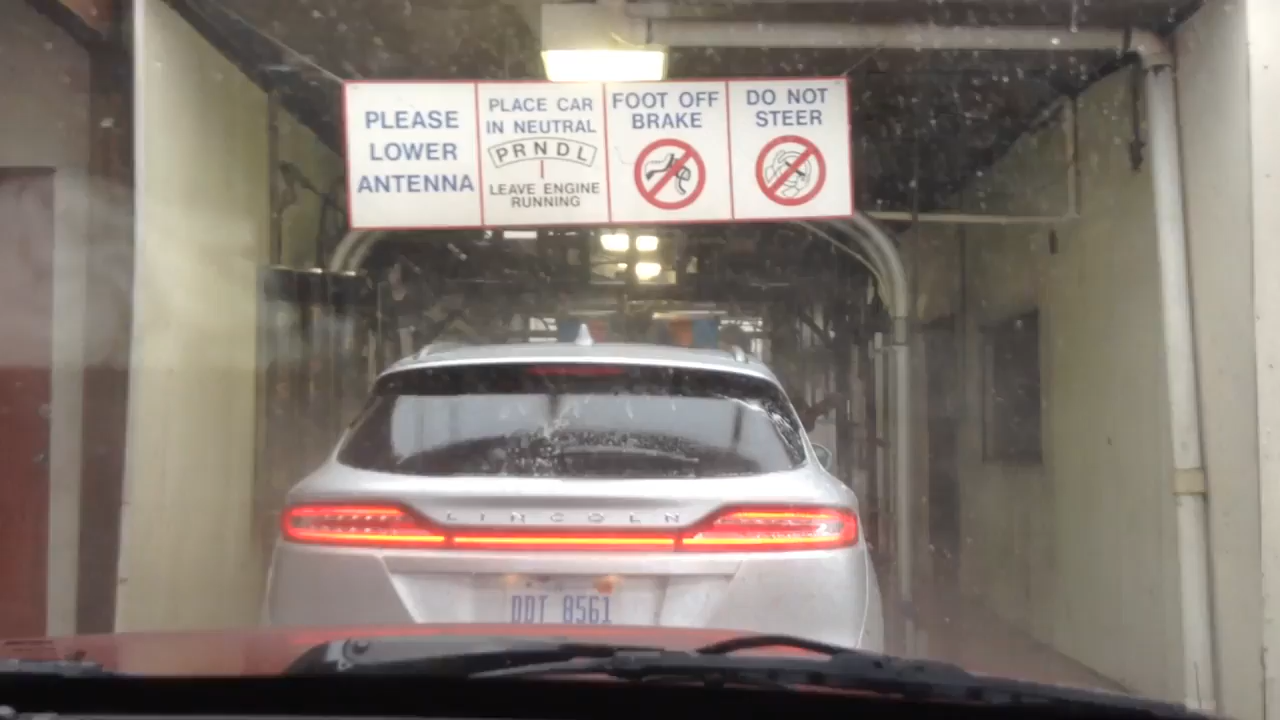 PLEASE
LOWER
ANTENNA
PLACE CAR
IN NEUTRAL
PRNDL
LEAVE ENGINE
RUNNING
FOOT OFF
BRAKE
DO NOT
STEER
LINCOLN
DDT 8561